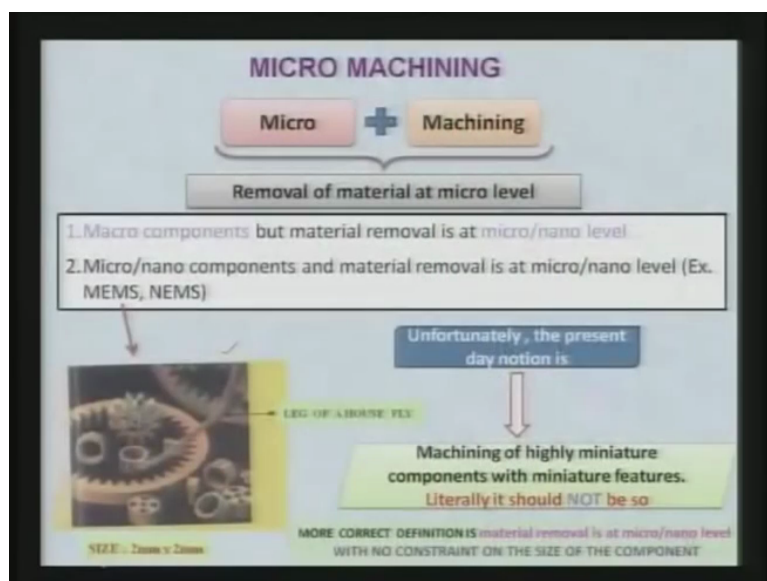 MICRO MACHINING
Micro
Machining
Removal of material at micro level
1.Macro components but material removal is at micro/nano level
2.Micro/nano components and material removal is at micro/nano level (Ex.
MEMS, NEMS)
Unfortunately , the present
day notion is
LEG OF A HOUSE FLY
Machining of highly miniature
components with miniature features.
Literally it should NOT be so
MORE CORRECT DEFINITION IS material removal is at micro/nano level
WITH NO CONSTRAINT ON THE SIZE OF THE COMPONENT
SIZE - 2mm x 2mm